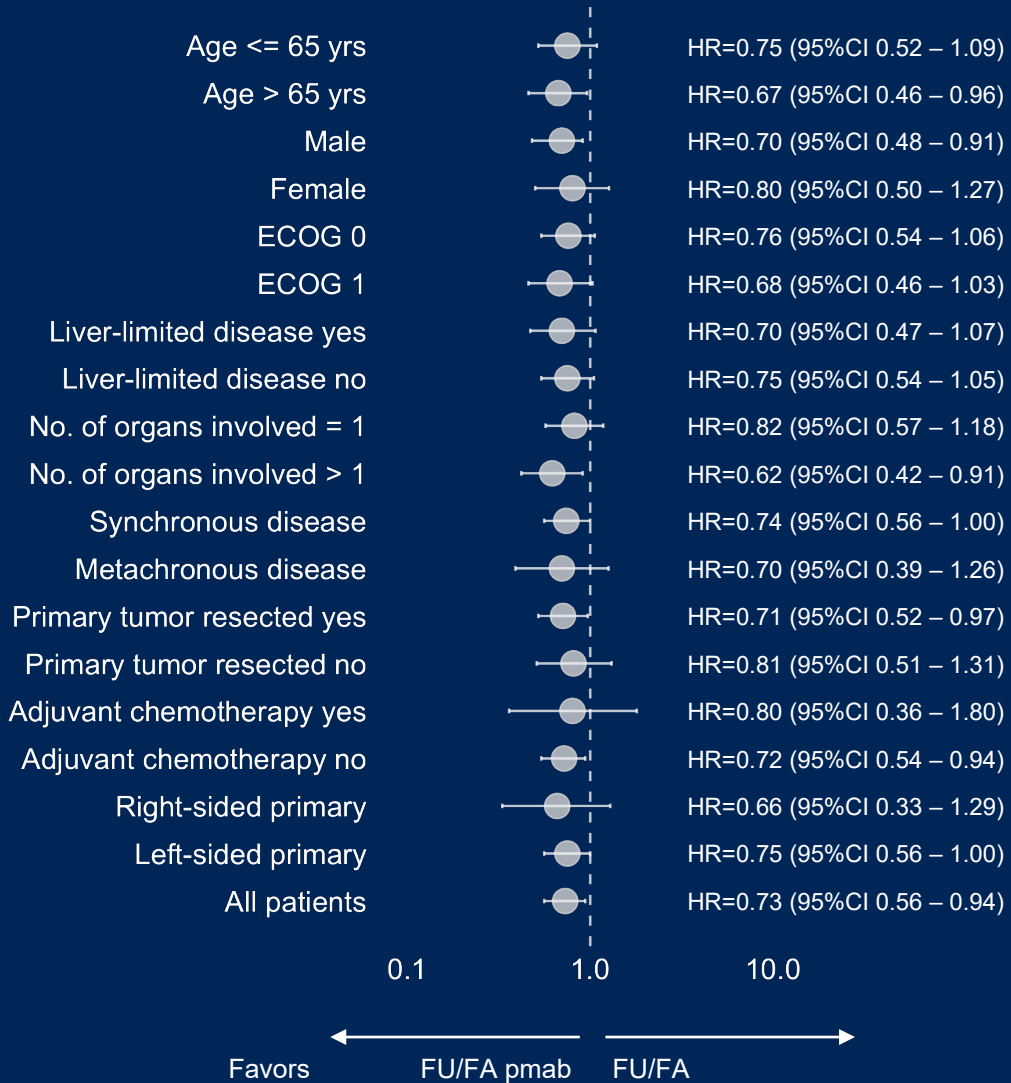 Age <= 65 yrs HR=0.75 (95%CI 0.52 – 1.09)
Age > 65 yrs HR=0.67 (95%CI 0.46 – 0.96)
Male HR=0.70 (95%CI 0.48 – 0.91)
Female HR=0.80 (95%CI 0.50 – 1.27)
ECOG 0 HR=0.76 (95%CI 0.54 – 1.06)
ECOG 1 HR=0.68 (95%CI 0.46 – 1.03)
Liver-limited disease yes HR=0.70 (95%CI 0.47 – 1.07)
Liver-limited disease no HR=0.75 (95%CI 0.54 – 1.05)
No. of organs involved = 1 HR=0.82 (95%CI 0.57 – 1.18)
No. of organs involved > 1 HR=0.62 (95%CI 0.42 – 0.91)
Synchronous disease HR=0.74 (95%CI 0.56 – 1.00)
Metachronous disease HR=0.70 (95%CI 0.39 – 1.26)
Primary tumor resected yes HR=0.71 (95%CI 0.52 – 0.97)
Primary tumor resected no HR=0.81 (95%CI 0.51 – 1.31)
Adjuvant chemotherapy yes HR=0.80 (95%CI 0.36 – 1.80)
Adjuvant chemotherapy no HR=0.72 (95%CI 0.54 – 0.94)
Right-sided primary HR=0.66 (95%CI 0.33 – 1.29)
Left-sided primary HR=0.75 (95%CI 0.56 – 1.00)
All patients HR=0.73 (95%CI 0.56 – 0.94)
0.1 1.0 10.0
Favors FU/FA pmab FU/FA